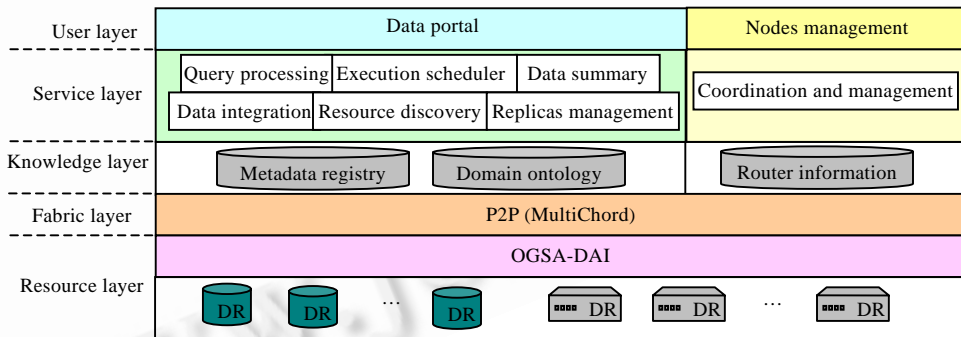 User layer
Data portal
Nodes management
Service layer
Query processing
Execution scheduler
Data summary
Data integration
Resource discovery
Replicas management
Coordination and management
Knowledge layer
Metadata registry
Domain ontology
Router information
Fabric layer
P2P (MultiChord)
Resource layer
OGSA-DAI
DR
DR
...
DR
DR
DR
...
DR